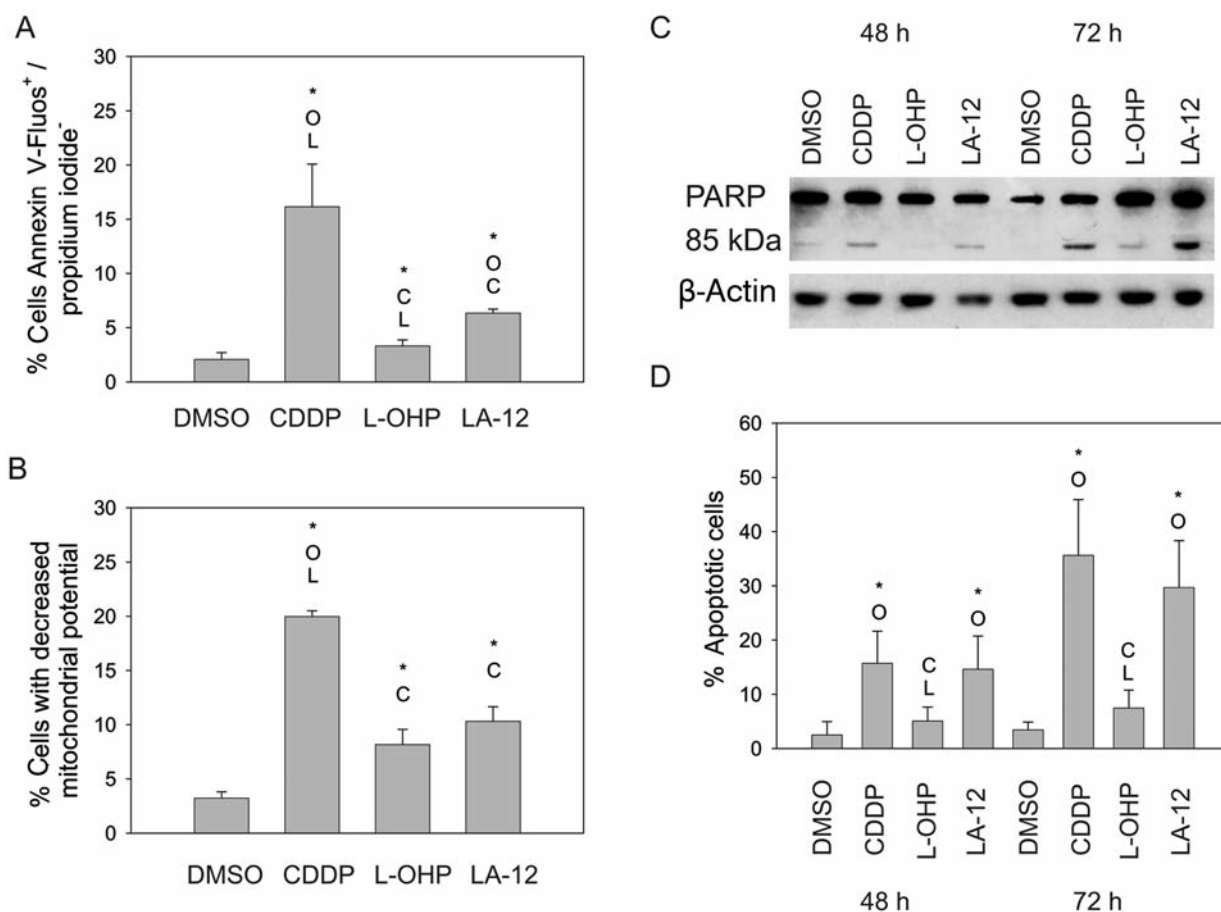 A
% Cells Annexin V-Fluos⁺ /
propidium iodide⁻
30
25
20
15
10
5
0
*
O
L
*
C
L
*
O
C
DMSO CDDP L-OHP LA-12
B
% Cells with decreased
mitochondrial potential
30
25
20
15
10
5
0
*
O
L
*
C
*
C
DMSO CDDP L-OHP LA-12
C
48 h 72 h
DMSO CDDP L-OHP LA-12 DMSO CDDP L-OHP LA-12
PARP
85 kDa
β-Actin
D
% Apoptotic cells
60
50
40
30
20
10
0
*
O
C
L
*
O
*
O
C
L
*
O
DMSO CDDP L-OHP LA-12 DMSO CDDP L-OHP LA-12
48 h 72 h